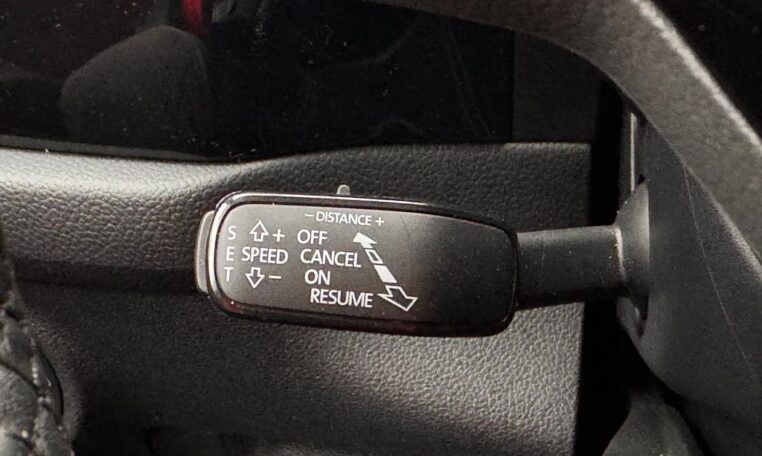 − DISTANCE +
S + OFF
E SPEED CANCEL
T − ON
RESUME